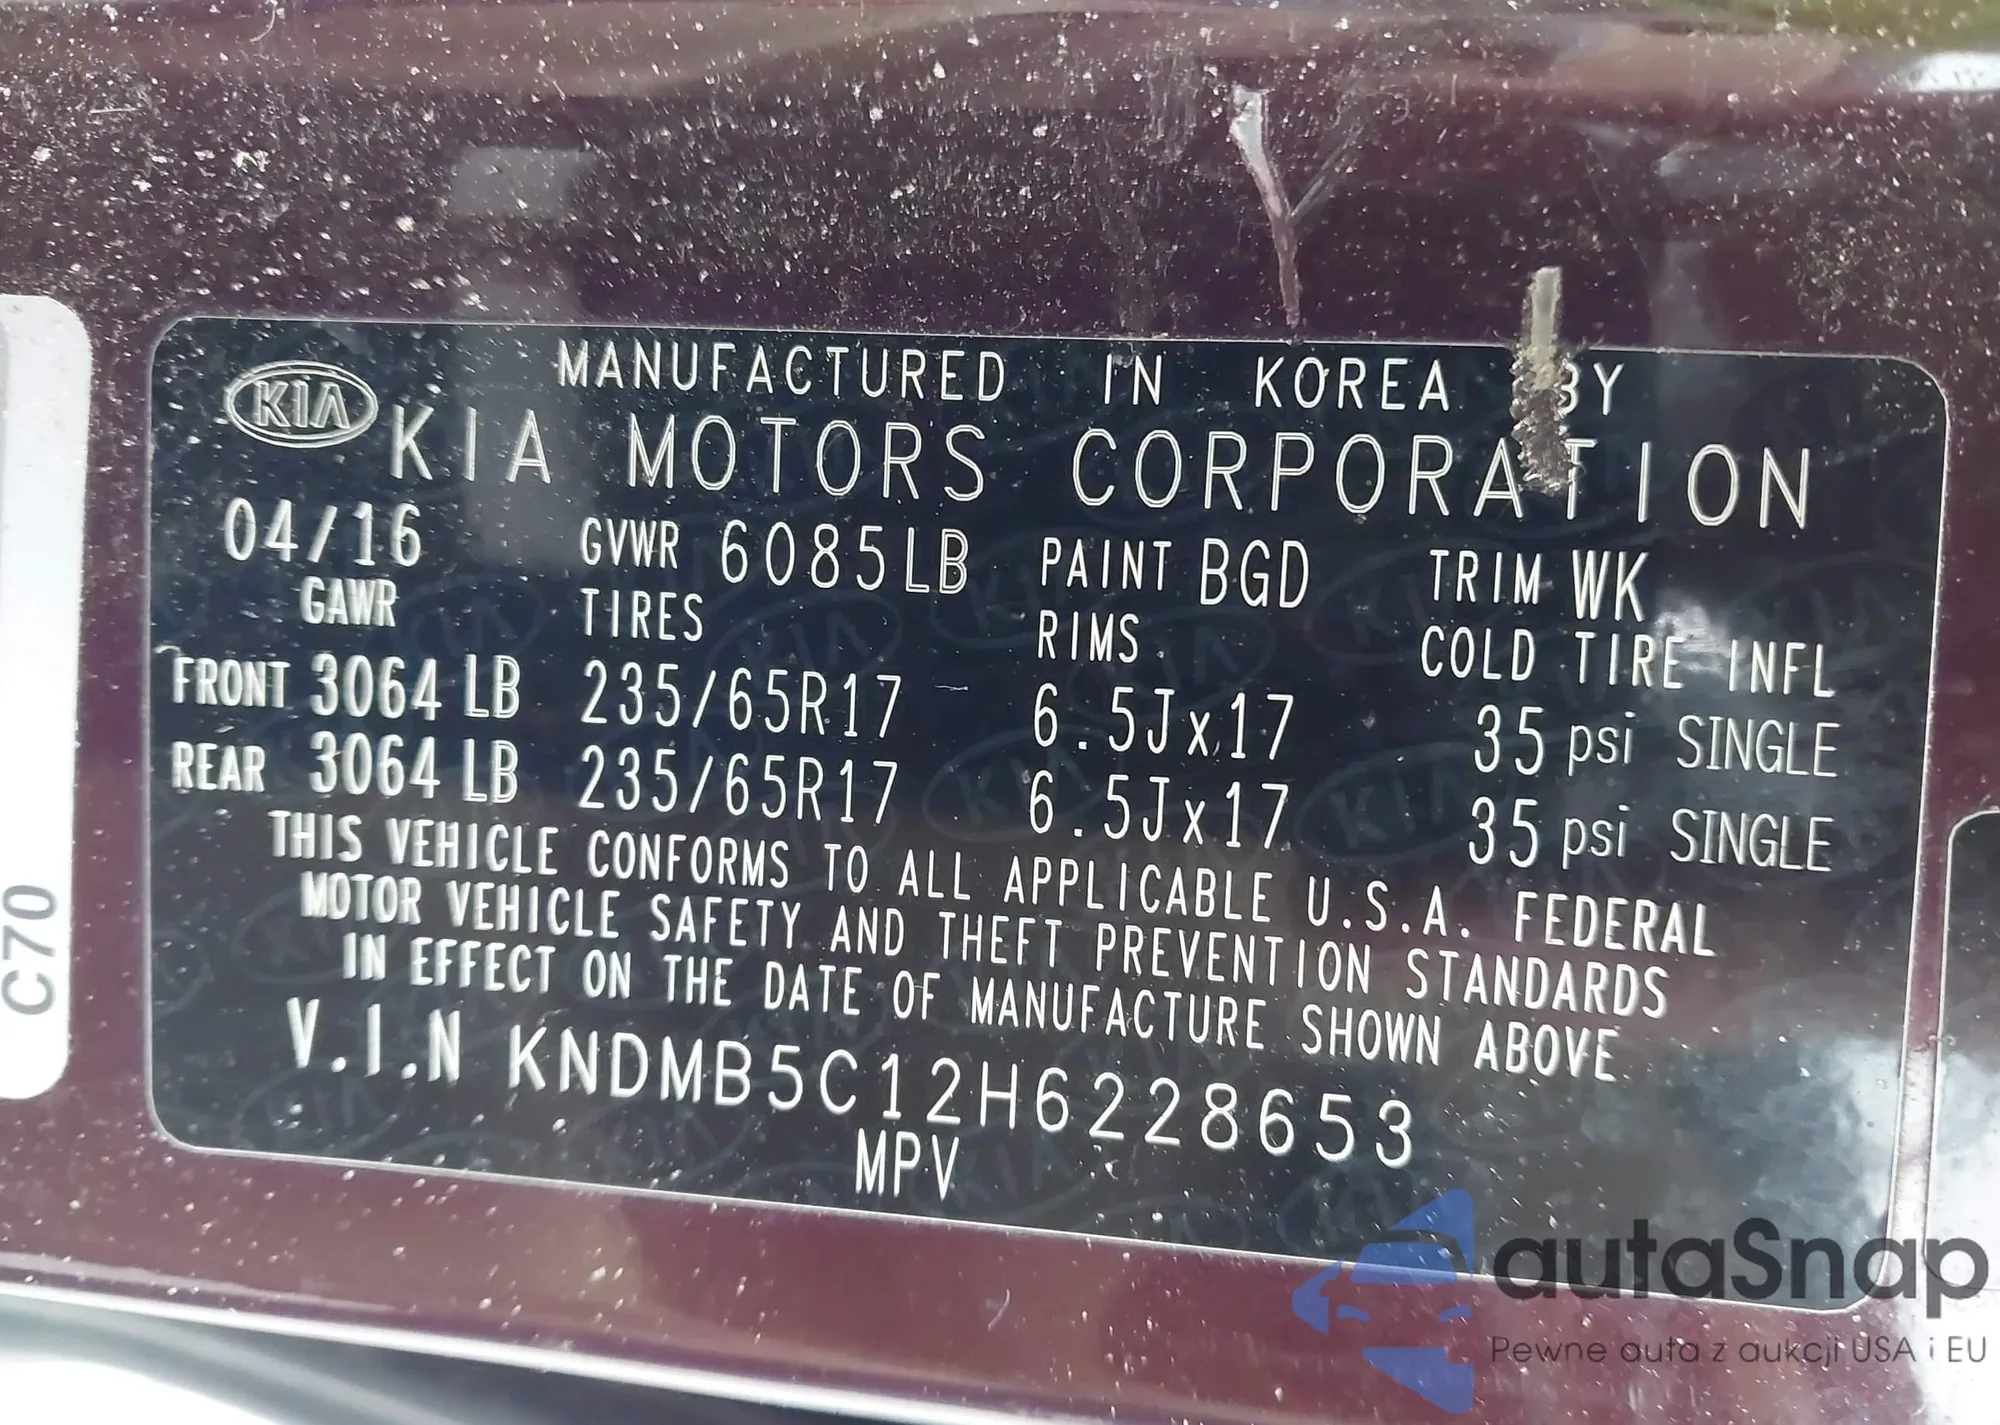 MANUFACTURED IN KOREA BY
KIA KIA MOTORS CORPORATION
04/16 GVWR 6085LB PAINT BGD TRIM WK
GAWR TIRES RIMS COLD TIRE INFL
FRONT 3064 LB 235/65R17 6.5Jx17 35 psi SINGLE
REAR 3064 LB 235/65R17 6.5Jx17 35 psi SINGLE
THIS VEHICLE CONFORMS TO ALL APPLICABLE U.S.A. FEDERAL
MOTOR VEHICLE SAFETY AND THEFT PREVENTION STANDARDS
IN EFFECT ON THE DATE OF MANUFACTURE SHOWN ABOVE
V.I.N KNDMB5C12H6228653
MPV
C70
autaSnap
Pewne auta z aukcji USA i EU